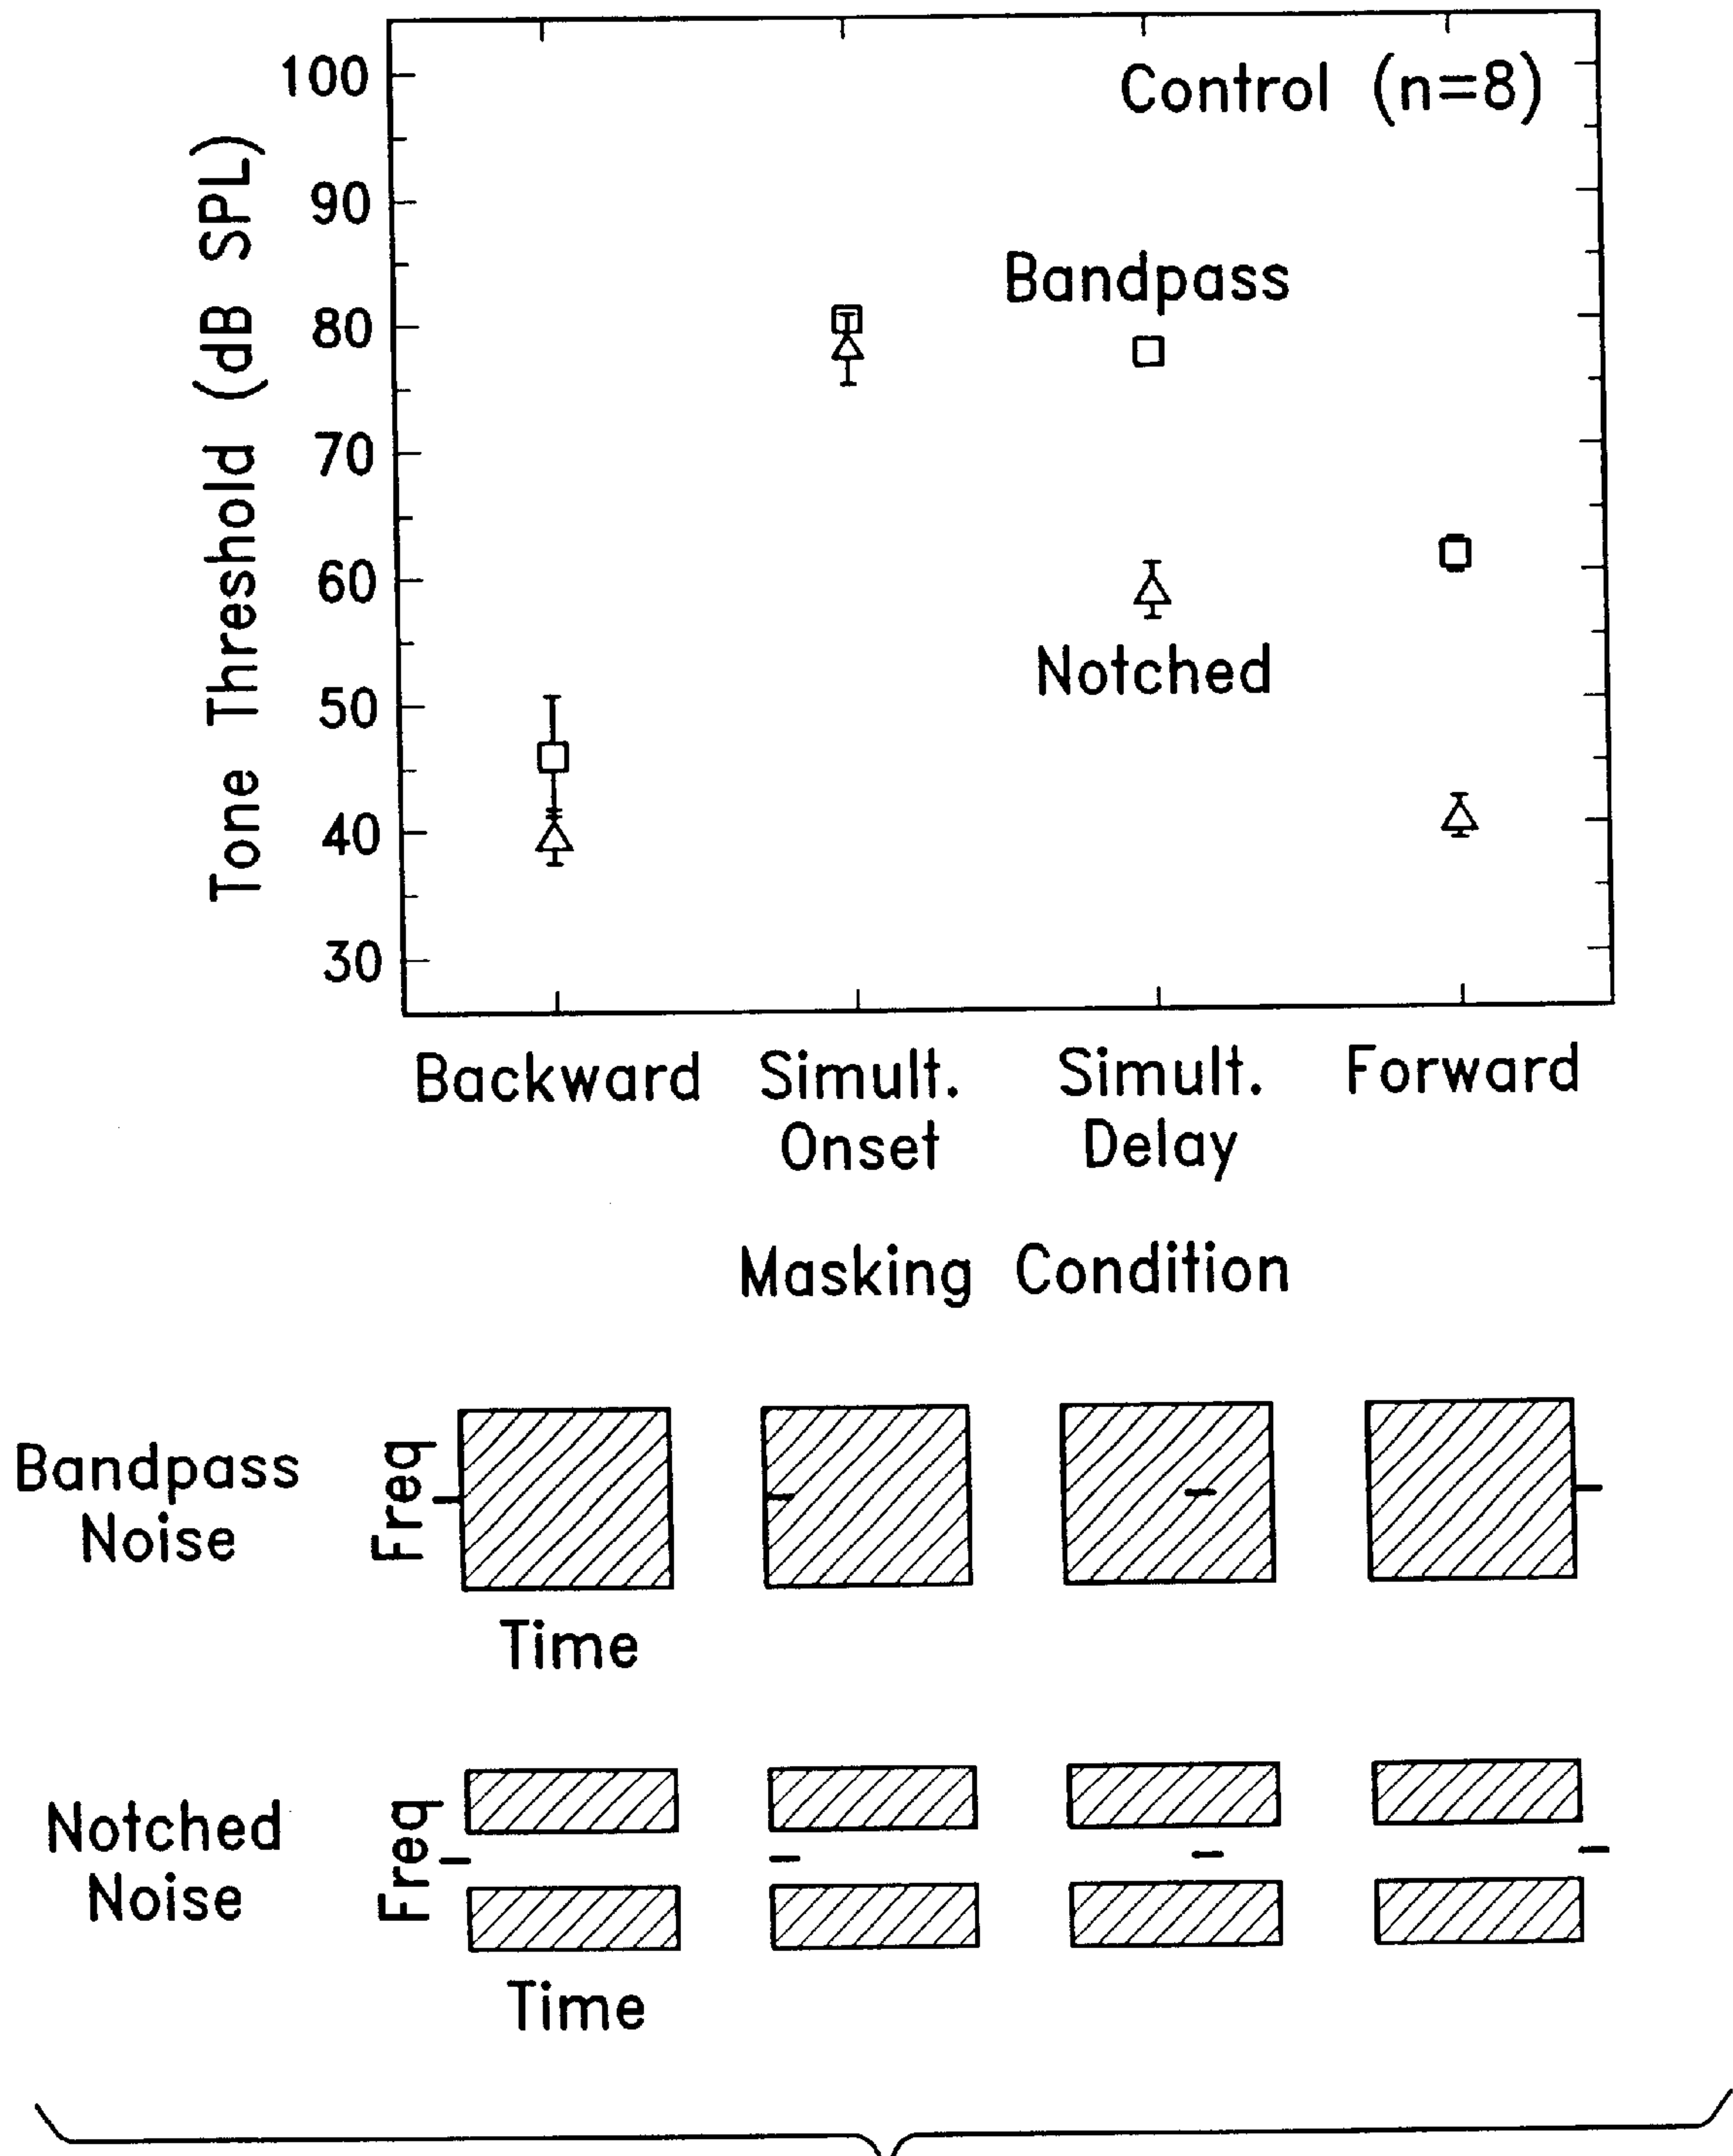 Control (n=8)
100
90
80
70
60
50
40
30
Tone Threshold (dB SPL)
Bandpass
Notched
Backward
Simult.
Onset
Simult.
Delay
Forward
Masking Condition
Bandpass
Noise
Freq
Time
Notched
Noise
Freq
Time